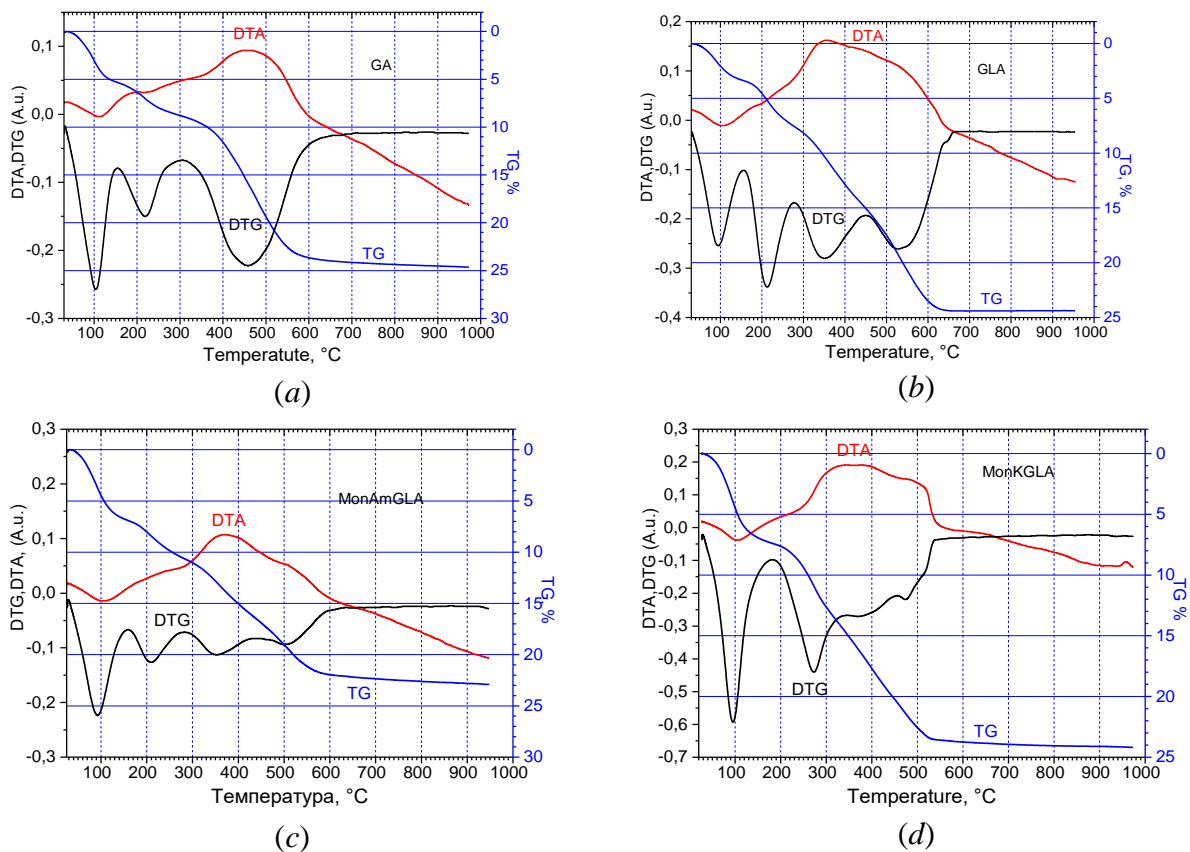 0,1
0,0
-0,1
-0,2
-0,3
DTA,DTG (A.u.)
DTA
GA
DTG
TG
0
5
10
15
20
25
30
TG, %
100 200 300 400 500 600 700 800 900 1000
Temperatute, °C
(a)
0,2
0,1
0,0
-0,1
-0,2
-0,3
-0,4
DTA, DTG (A.u.)
DTA
GLA
DTG
TG
0
5
10
15
20
25
TG, %
100 200 300 400 500 600 700 800 900 1000
Temperature, °C
(b)
0,3
0,2
0,1
0,0
-0,1
-0,2
-0,3
DTG,DTA, (A.u.)
MonAmGLA
DTA
DTG
TG
0
5
10
15
20
25
30
TG, %
100 200 300 400 500 600 700 800 900 1000
Температура, °C
(c)
0,3
0,2
0,1
0,0
-0,1
-0,2
-0,3
-0,4
-0,5
-0,6
-0,7
DTA,DTG (A.u.)
DTA
MonKGLA
DTG
TG
0
5
10
15
20
25
TG, %
100 200 300 400 500 600 700 800 900 1000
Temperature, °C
(d)